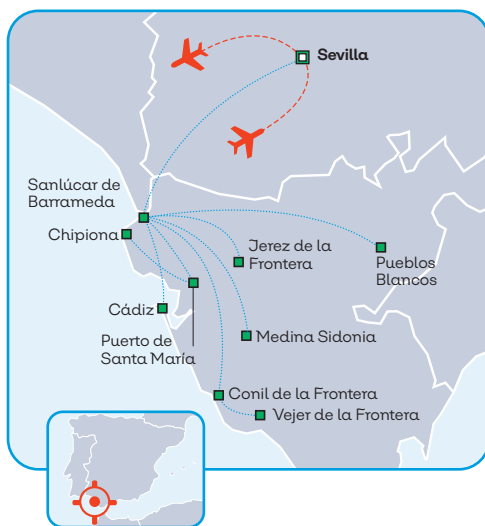 Sevilla
Sanlúcar de
Barrameda
Chipiona
Jerez de la
Frontera
Pueblos
Blancos
Cádiz
Puerto de
Santa María
Medina Sidonia
Conil de la Frontera
Vejer de la Frontera